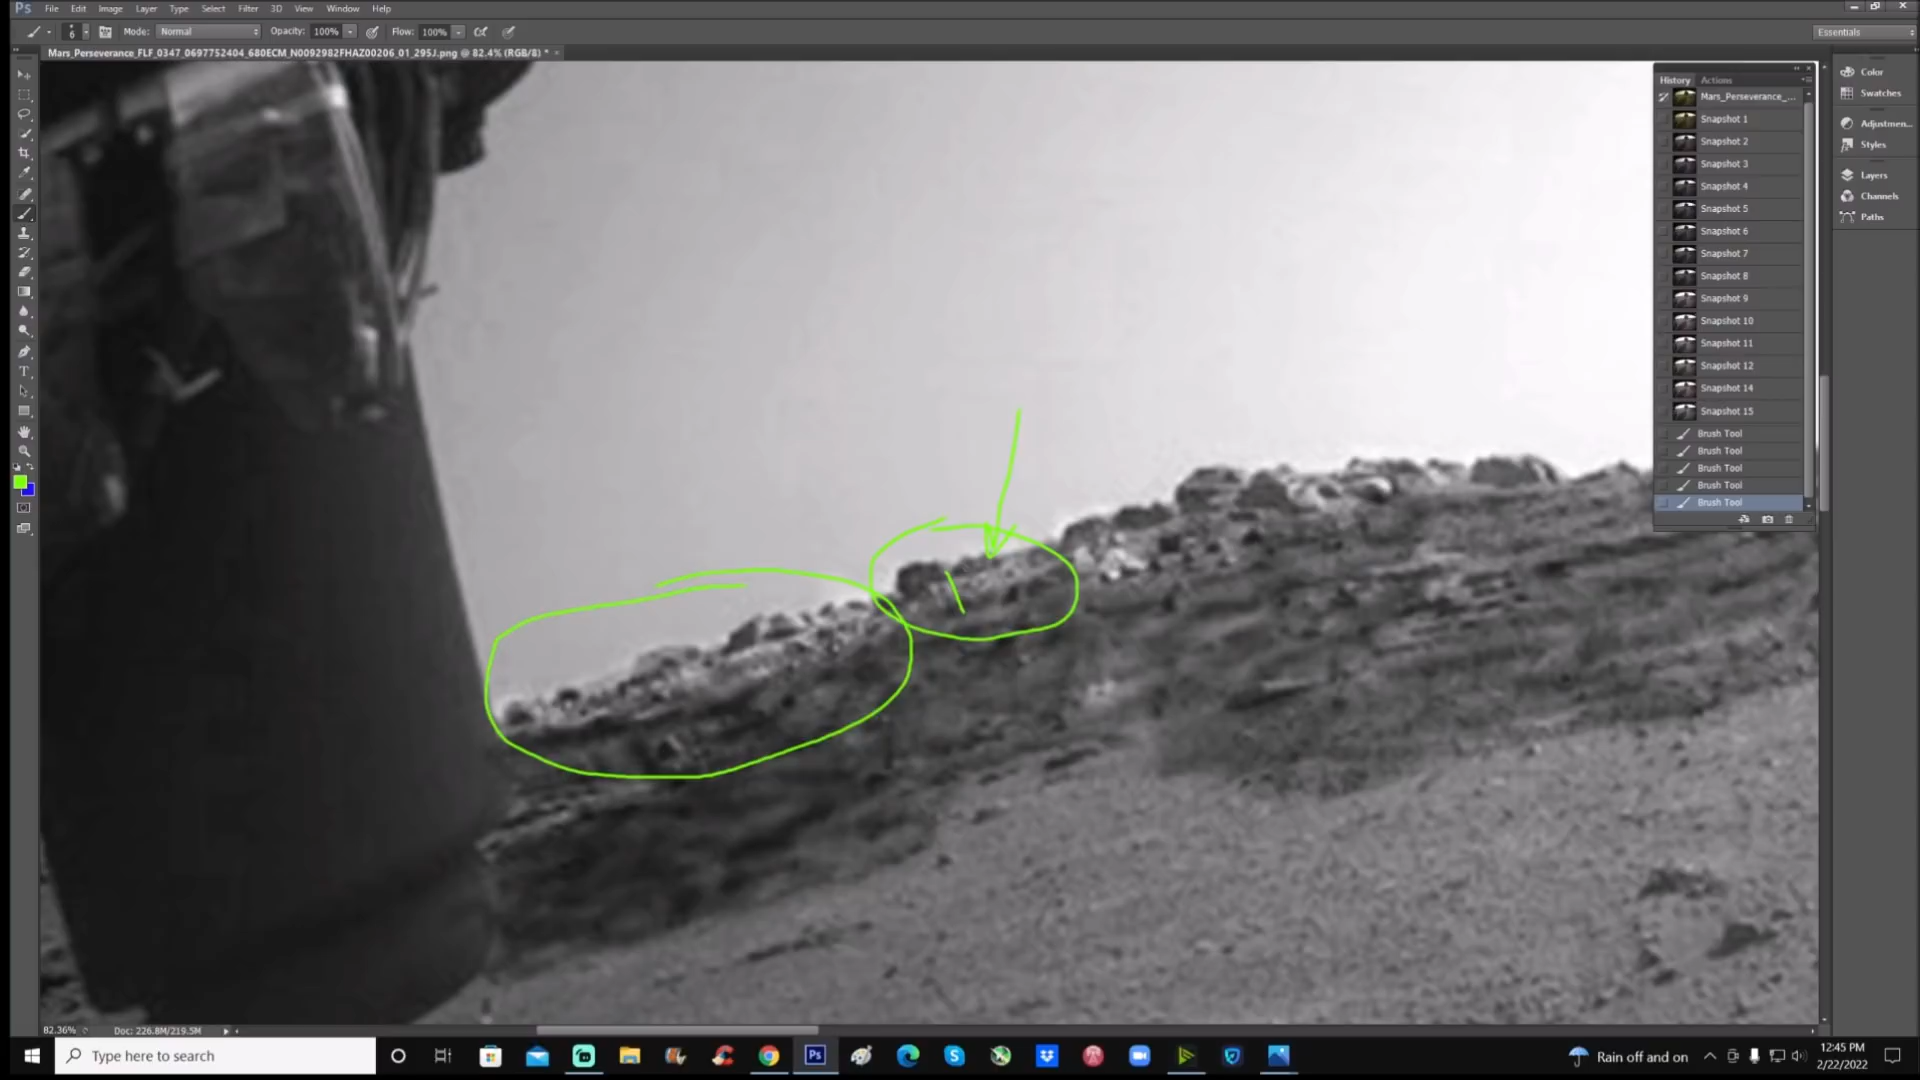 Ps File Edit Image Layer Type Select Filter 3D View Window Help
6 Mode: Normal Opacity: 100% Flow: 100% Essentials
Mars_Perseverance_FLF_0347_0697752404_680ECM_N0092982FHAZ00206_01_295J.png @ 82.4% (RGB/8) *
History Actions
Mars_Perseverance_...
Snapshot 1
Snapshot 2
Snapshot 3
Snapshot 4
Snapshot 5
Snapshot 6
Snapshot 7
Snapshot 8
Snapshot 9
Snapshot 10
Snapshot 11
Snapshot 12
Snapshot 14
Snapshot 15
Brush Tool
Brush Tool
Brush Tool
Brush Tool
Brush Tool
Color
Swatches
Adjustmen...
Styles
Layers
Channels
Paths
82.36% Doc: 226.8M/219.5M
Type here to search
Ps
Rain off and on
12:45 PM
2/22/2022